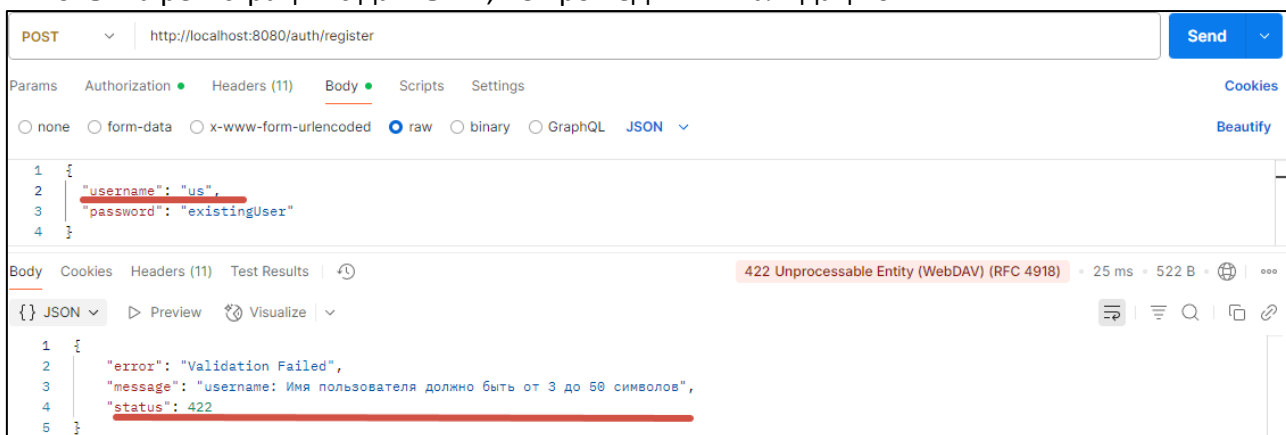 POST http://localhost:8080/auth/register Send
Params Authorization Headers (11) Body Scripts Settings Cookies
none form-data x-www-form-urlencoded raw binary GraphQL JSON Beautify
1 {
2 "username": "us",
3 "password": "existingUser"
4 }
Body Cookies Headers (11) Test Results 422 Unprocessable Entity (WebDAV) (RFC 4918) 25 ms 522 B
{} JSON Preview Visualize
1 {
2 "error": "Validation Failed",
3 "message": "username: Имя пользователя должно быть от 3 до 50 символов",
4 "status": 422
5 }